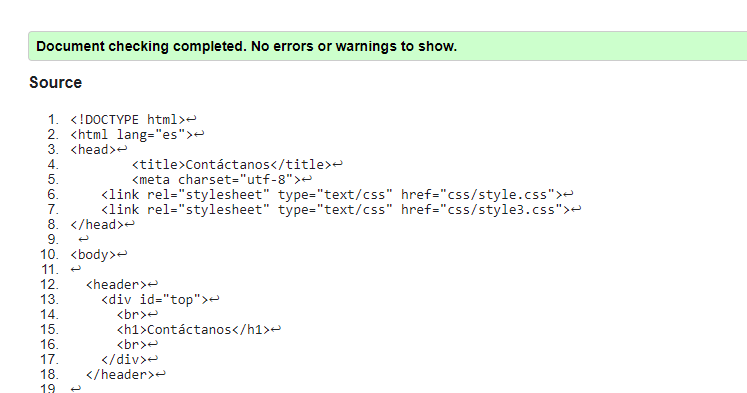 Document checking completed. No errors or warnings to show.
Source
1. <!DOCTYPE html>↩
2. <html lang="es">↩
3. <head>↩
4. <title>Contáctanos</title>↩
5. <meta charset="utf-8">↩
6. <link rel="stylesheet" type="text/css" href="css/style.css">↩
7. <link rel="stylesheet" type="text/css" href="css/style3.css">↩
8. </head>↩
9. ↩
10. <body>↩
11. ↩
12. <header>↩
13. <div id="top">↩
14. <br>↩
15. <h1>Contáctanos</h1>↩
16. <br>↩
17. </div>↩
18. </header>↩
19 ↩